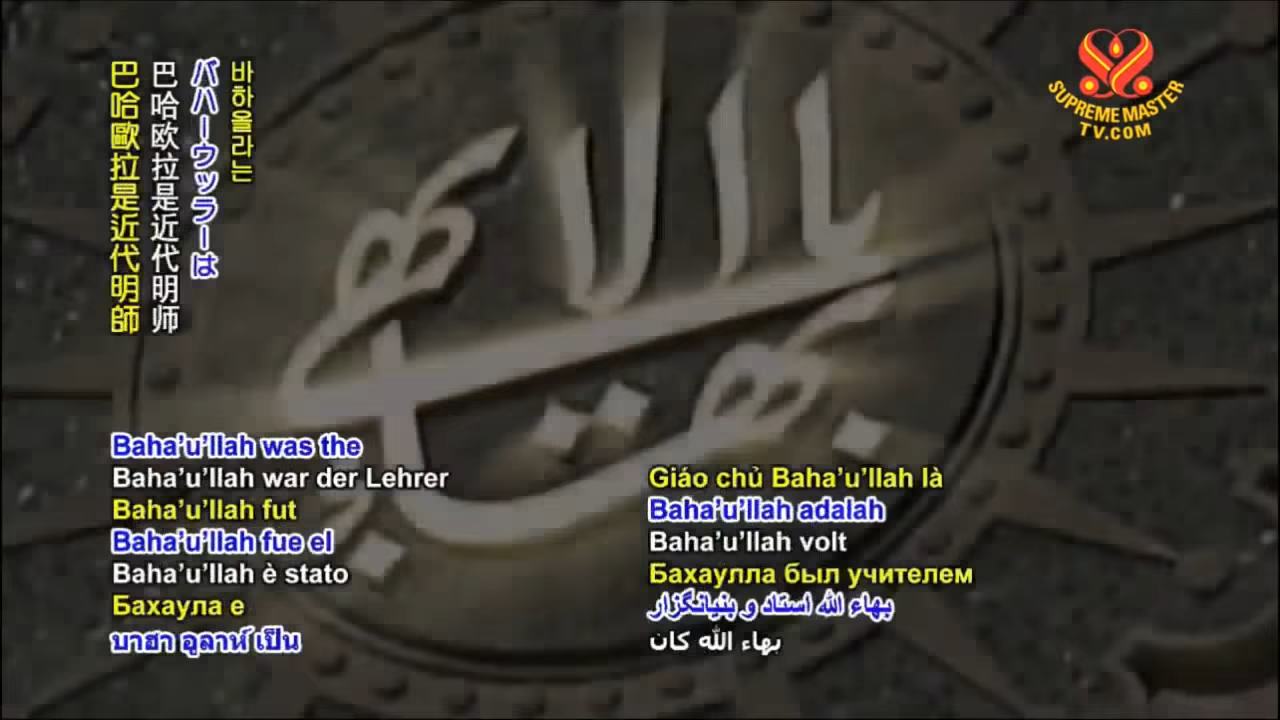 바하올라는
バハーウッラーは
巴哈欧拉是近代明师
巴哈歐拉是近代明師
SUPREME MASTER
TV.COM
يا بهاء الأبهى
Baha'u'llah was the
Baha'u'llah war der Lehrer
Baha'u'llah fut
Baha'u'llah fue el
Baha'u'llah è stato
Бахаула е
บาฮา อูลาห์ เป็น
Giáo chủ Baha'u'llah là
Baha'u'llah adalah
Baha'u'llah volt
Бахаулла был учителем
بهاء الله استاد و بنیانگزار
بهاء الله كان